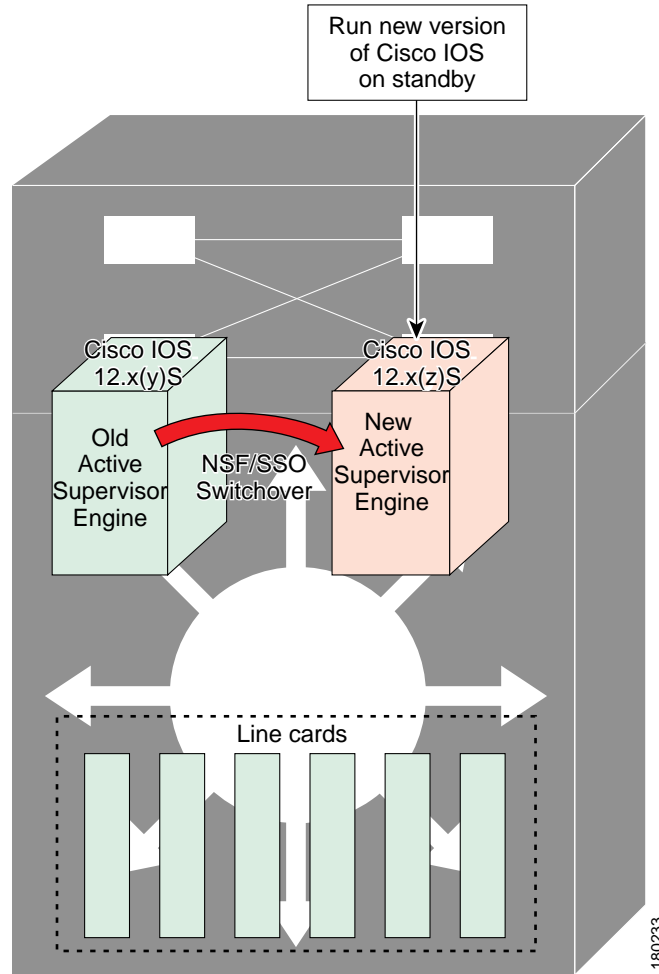 Run new version
of Cisco IOS
on standby
Cisco IOS
12.x(y)S
Cisco IOS
12.x(z)S
Old
Active
Supervisor
Engine
NSF/SSO
Switchover
New
Active
Supervisor
Engine
Line cards
180233